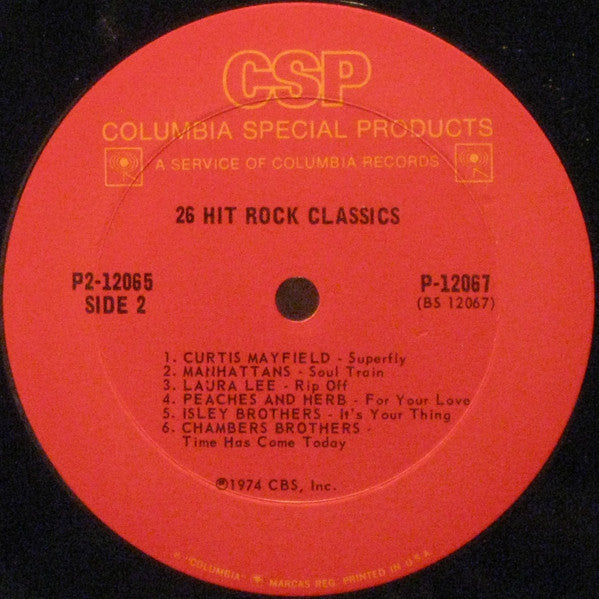 CSP
COLUMBIA SPECIAL PRODUCTS
A SERVICE OF COLUMBIA RECORDS
26 HIT ROCK CLASSICS
P2-12065
SIDE 2
P-12067
(BS 12067)
1. CURTIS MAYFIELD - Superfly
2. MANHATTANS - Soul Train
3. LAURA LEE - Rip Off
4. PEACHES AND HERB - For Your Love
5. ISLEY BROTHERS - It's Your Thing
6. CHAMBERS BROTHERS -
Time Has Come Today
℗1974 CBS, Inc.
® "COLUMBIA" MARCAS REG. PRINTED IN U.S.A.